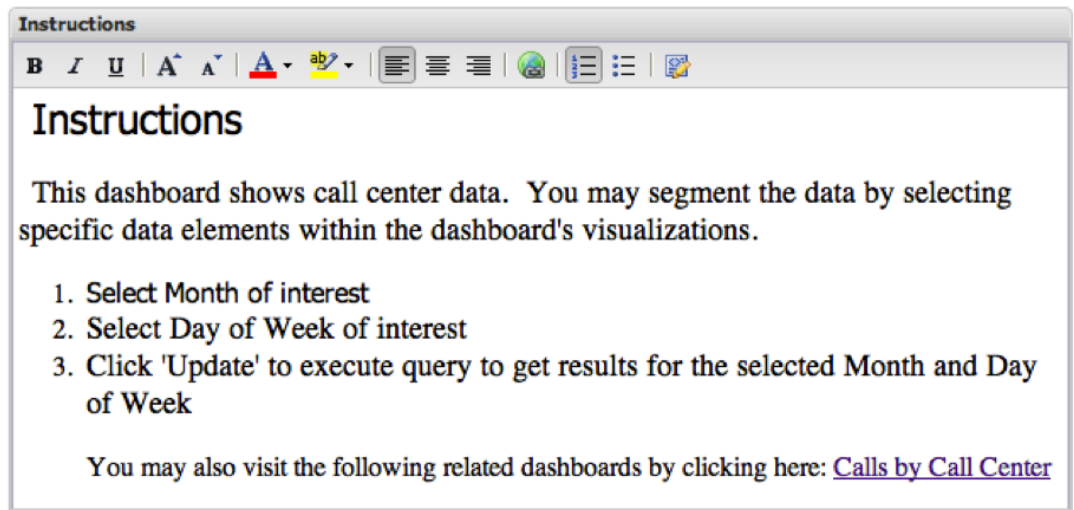 Instructions
B I U A A A ab
Instructions
This dashboard shows call center data.  You may segment the data by selecting
specific data elements within the dashboard's visualizations.
1. Select Month of interest
2. Select Day of Week of interest
3. Click 'Update' to execute query to get results for the selected Month and Day
of Week
You may also visit the following related dashboards by clicking here: Calls by Call Center